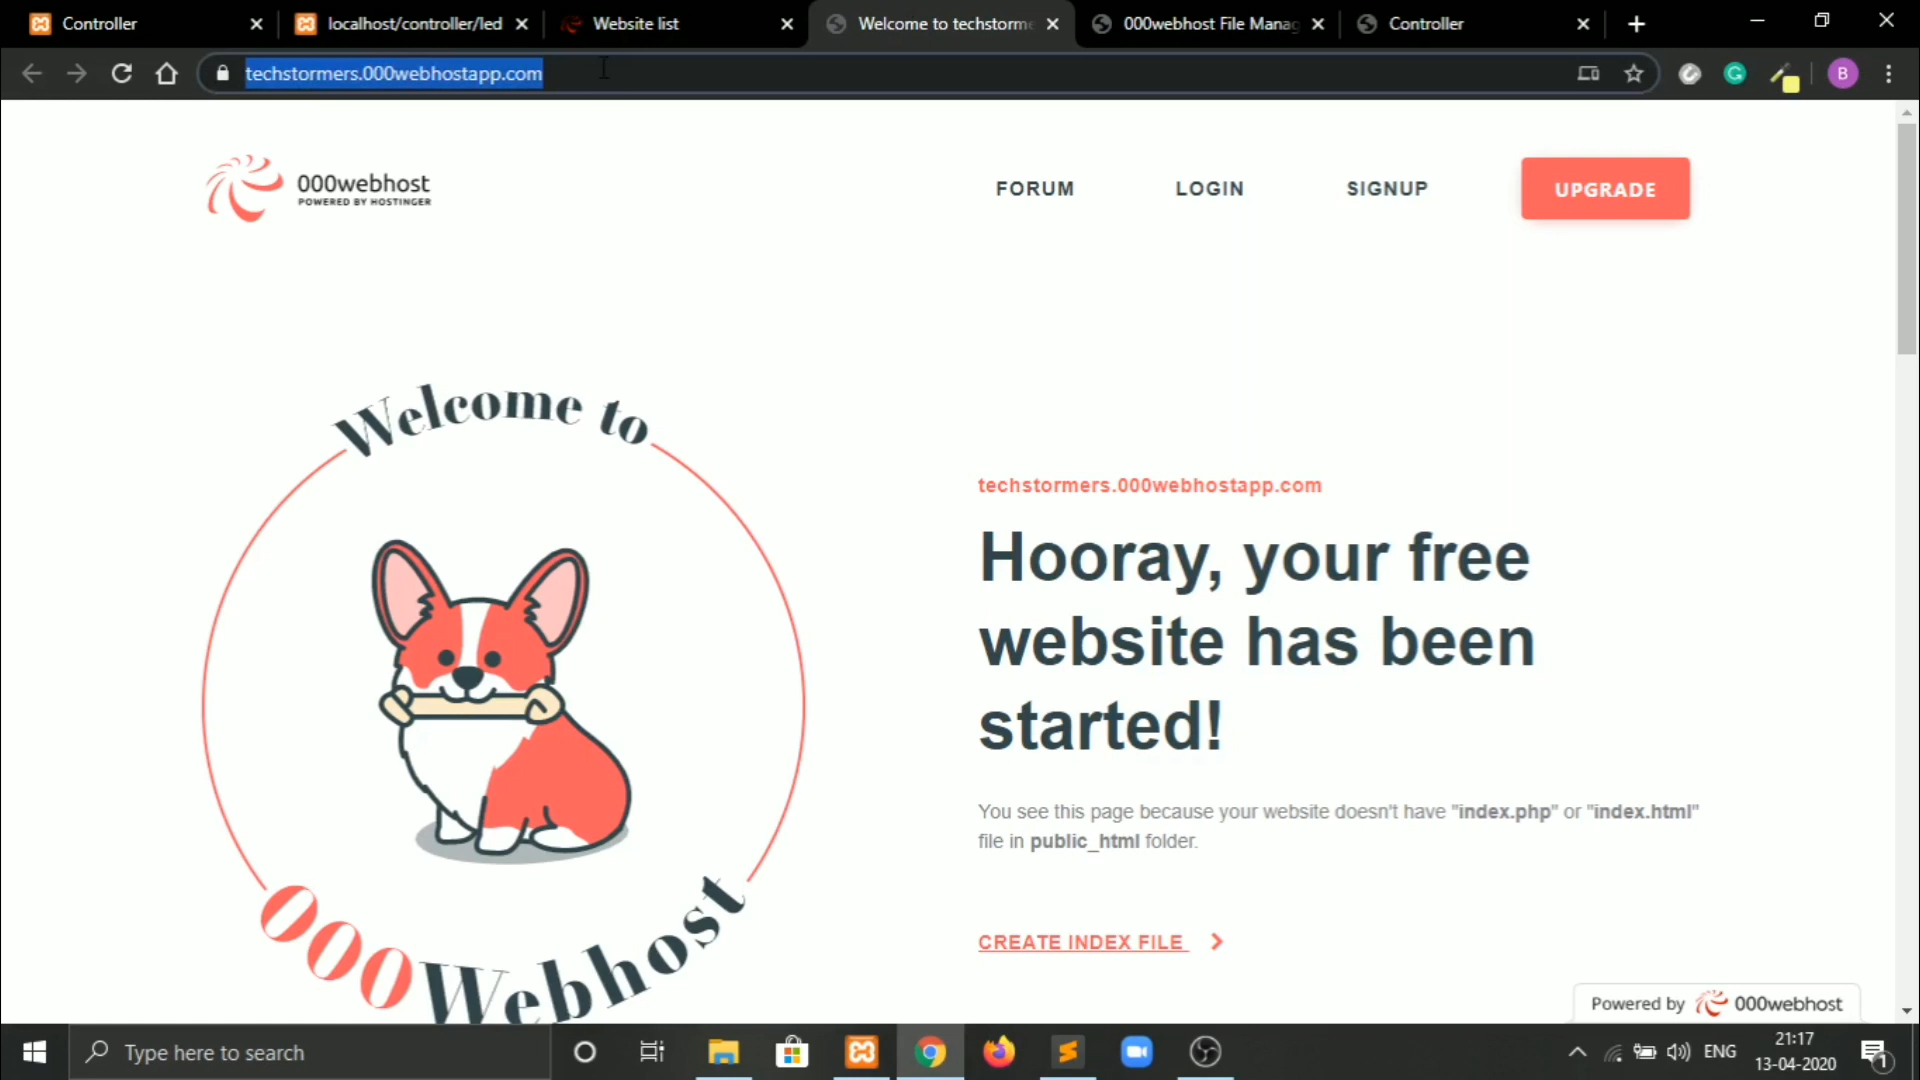 Controller
localhost/controller/led
Website list
Welcome to techstorme
000webhost File Manag
Controller
techstormers.000webhostapp.com
B
000webhost
POWERED BY HOSTINGER
FORUM
LOGIN
SIGNUP
UPGRADE
Welcome to
000Webhost
techstormers.000webhostapp.com
Hooray, your free
website has been
started!
You see this page because your website doesn't have "index.php" or "index.html"
file in public_html folder.
CREATE INDEX FILE
Powered by 000webhost
Type here to search
ENG
21:17
13-04-2020
1